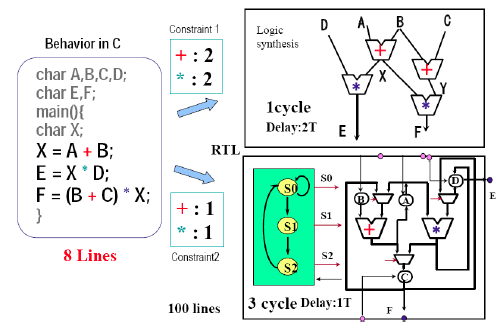 Behavior in C
char A,B,C,D;
char E,F;
main(){
char X;
X = A + B;
E = X * D;
F = (B + C) * X;
}
8 Lines
Constraint 1
+ : 2
* : 2
+ : 1
* : 1
Constraint2
RTL
100 lines
Logic
synthesis
D
A
B
C
+
+
X
Y
*
*
1cycle
Delay:2T
E
F
S0
S1
S2
S0
S1
S2
B
A
D
+
*
C
E
F
3 cycle Delay:1T